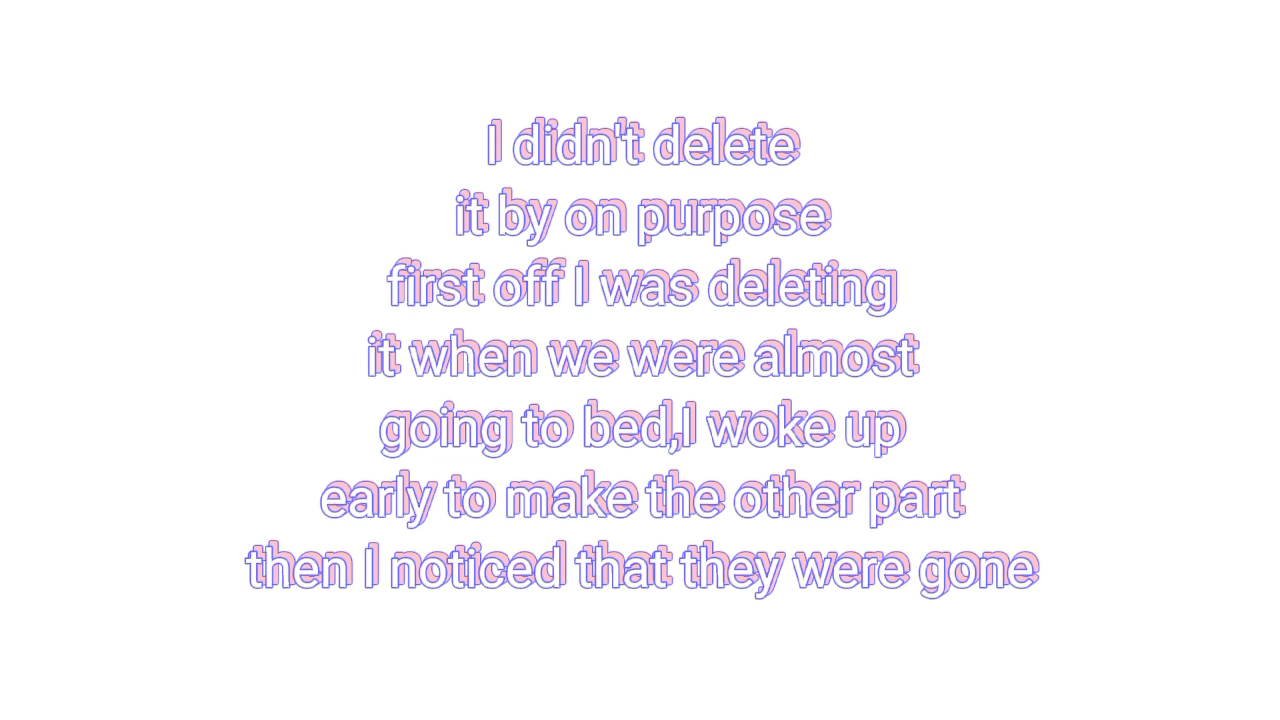 I didn't delete
it by on purpose
first off I was deleting
it when we were almost
going to bed,I woke up
early to make the other part
then I noticed that they were gone